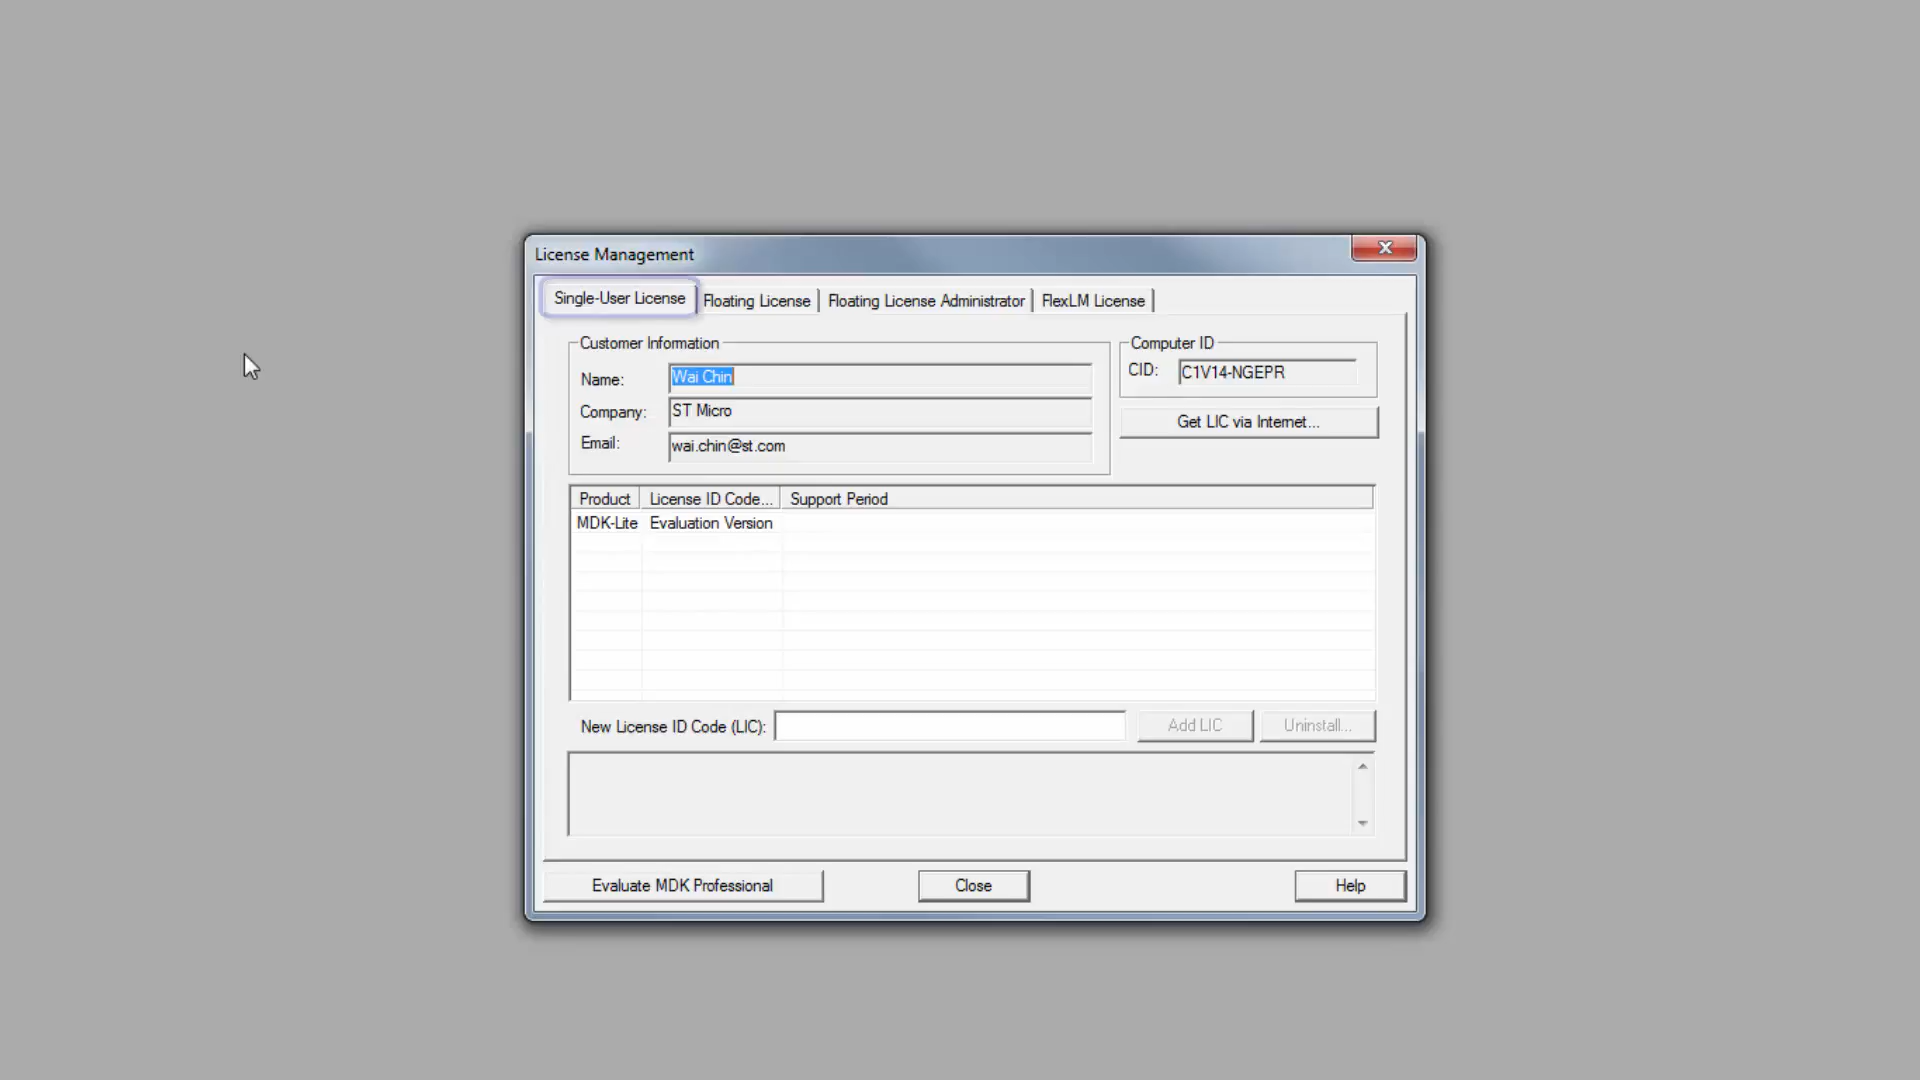 License Management
Single-User License Floating License Floating License Administrator FlexLM License
Customer Information
Name: Wai Chin
Company: ST Micro
Email: wai.chin@st.com
Computer ID
CID: C1V14-NGEPR
Get LIC via Internet...
Product License ID Code... Support Period
MDK-Lite Evaluation Version
New License ID Code (LIC): Add LIC Uninstall...
Evaluate MDK Professional Close Help